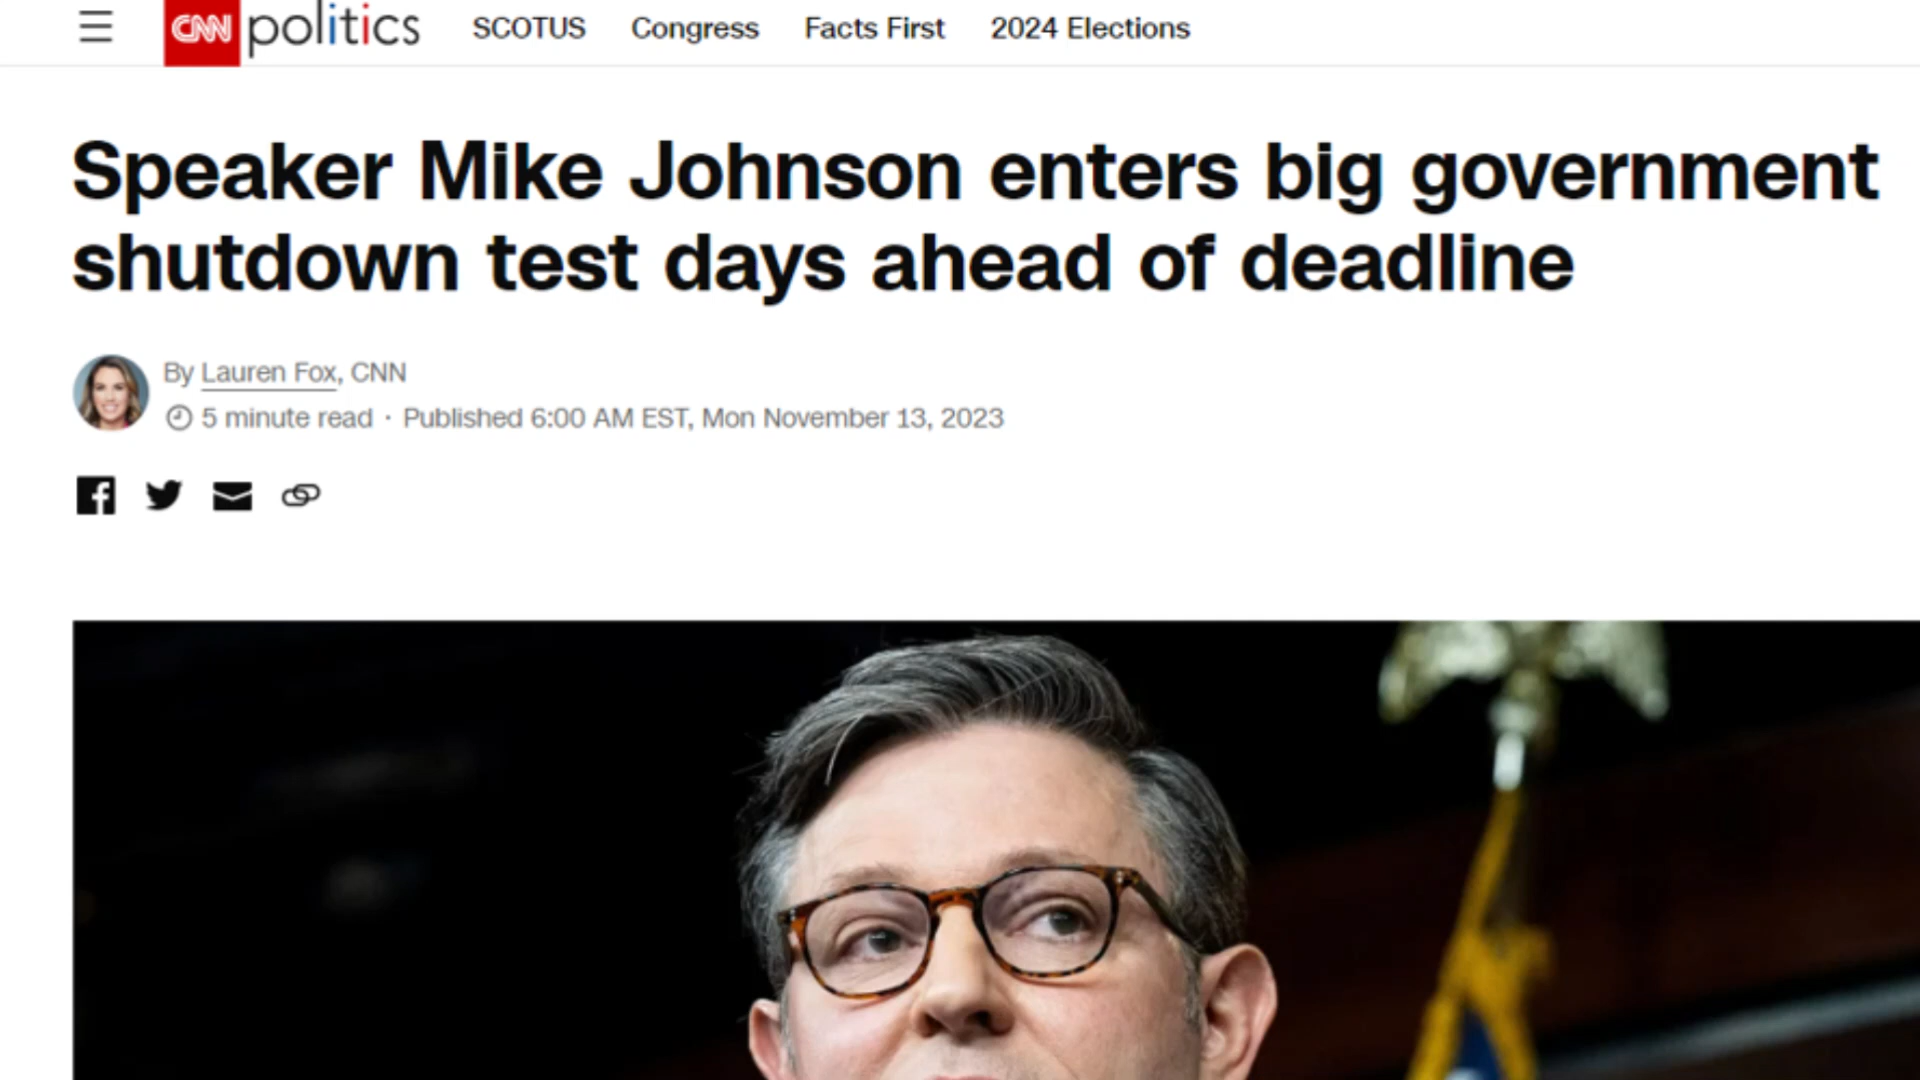 CNN politics SCOTUS Congress Facts First 2024 Elections
Speaker Mike Johnson enters big government
shutdown test days ahead of deadline
By Lauren Fox, CNN
5 minute read · Published 6:00 AM EST, Mon November 13, 2023